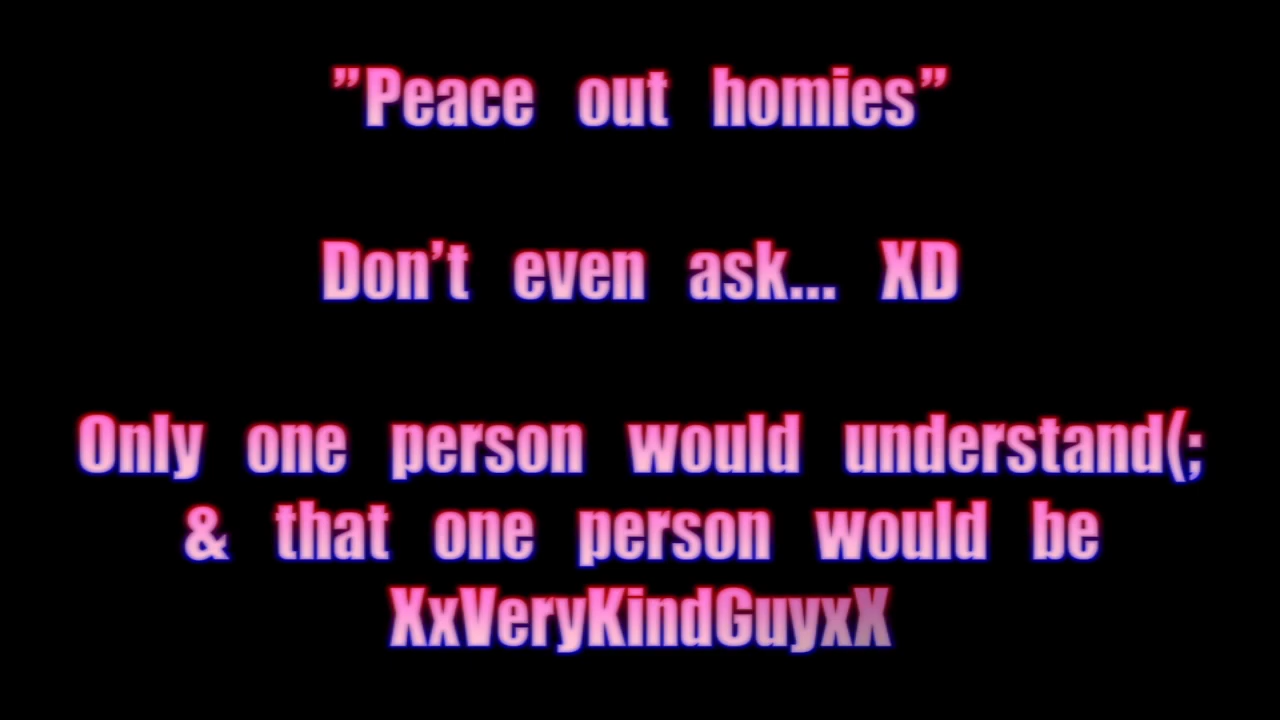 ”Peace out homies”
Don’t even ask... XD
Only one person would understand(;
& that one person would be
XxVeryKindGuyxX